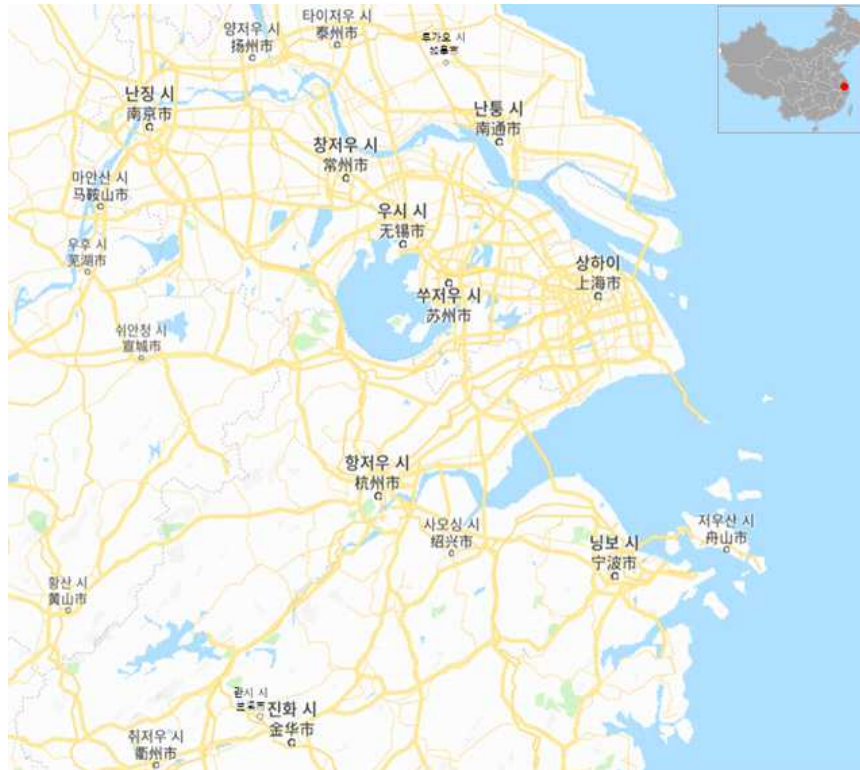 양저우 시
扬州市
타이저우 시
泰州市
난징 시
南京市
난퉁 시
南通市
창저우 시
常州市
마안산 시
马鞍山市
우시 시
无锡市
우후 시
芜湖市
상하이
上海市
쑤저우 시
苏州市
쉬안청 시
宣城市
항저우 시
杭州市
사오싱 시
绍兴市
저우산 시
舟山市
닝보 시
宁波市
황산 시
黄山市
진화 시
金华市
취저우 시
衢州市